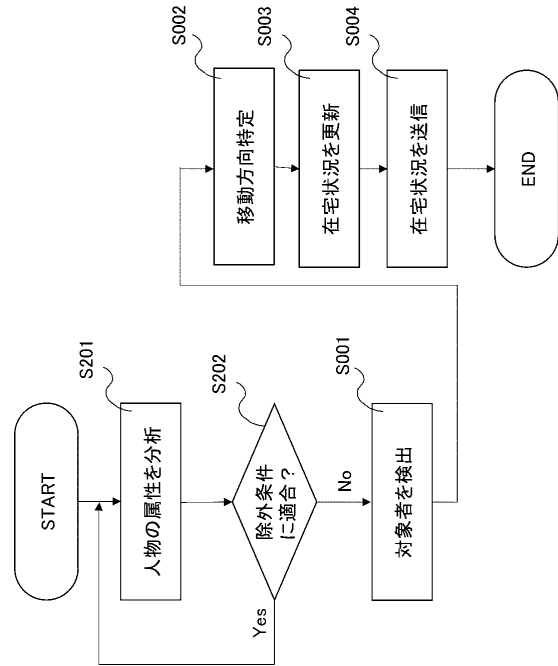 START
S201
人物の属性を分析
S202
除外条件
に適合？
Yes
No
S001
対象者を検出
S002
移動方向特定
S003
在宅状況を更新
S004
在宅状況を送信
END